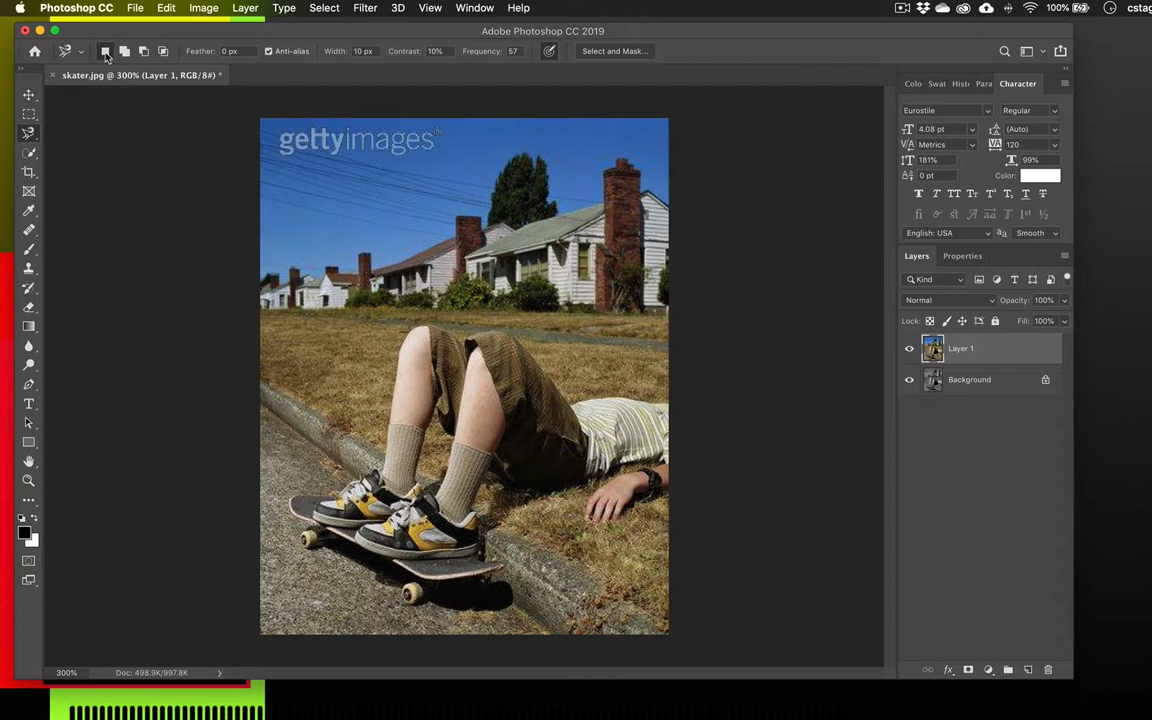 Photoshop CC File Edit Image Layer Type Select Filter 3D View Window Help 100% cstag
Adobe Photoshop CC 2019
Feather: 0 px Anti-alias Width: 10 px Contrast: 10% Frequency: 57 Select and Mask...
skater.jpg @ 300% (Layer 1, RGB/8#) *
Colo Swat Histo Para Character
gettyimages
Eurostile Regular
4.08 pt (Auto)
Metrics 120
181% 99%
0 pt Color:
English: USA Smooth
Layers Properties
Kind
Normal Opacity: 100%
Lock: Fill: 100%
Layer 1
Background
300% Doc: 498.9K/997.8K